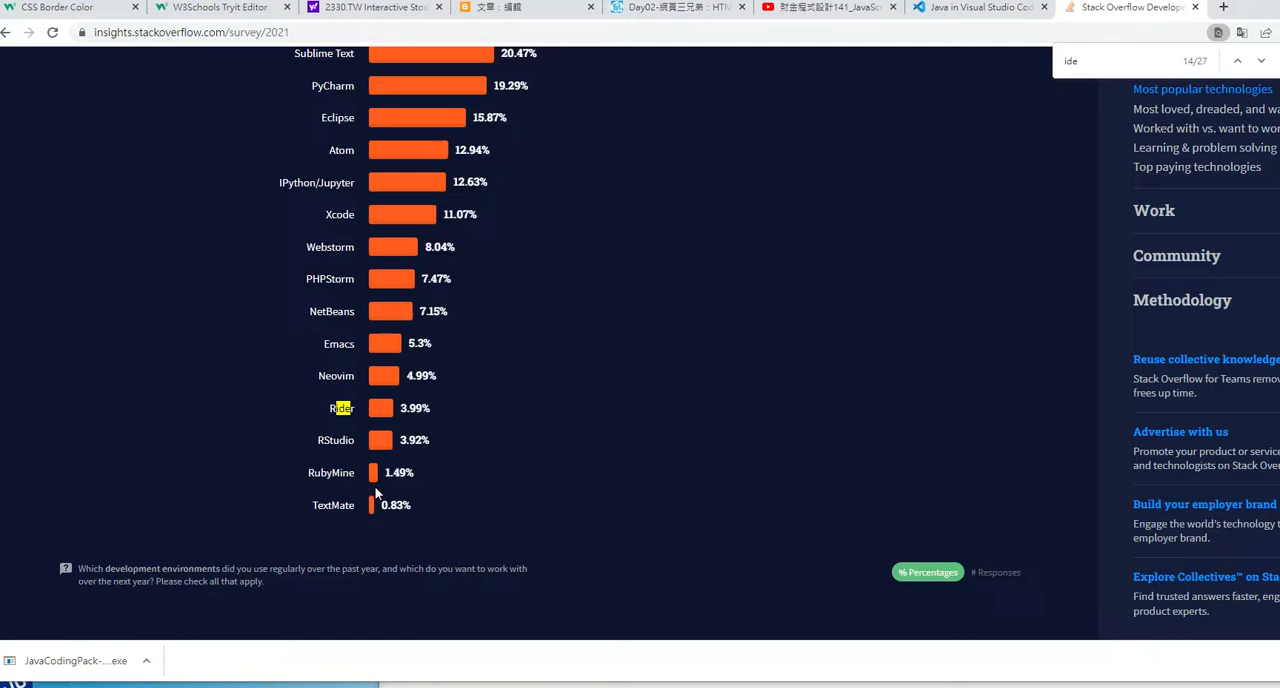 CSS Border Color
W3Schools Tryit Editor
2330.TW Interactive Stoc
文章：編輯
Day02-網頁三兄弟：HTM
財金程式設計141_JavaScr
Java in Visual Studio Cod
Stack Overflow Develope
insights.stackoverflow.com/survey/2021
ide 14/27
Sublime Text 20.47%
PyCharm 19.29%
Eclipse 15.87%
Atom 12.94%
IPython/Jupyter 12.63%
Xcode 11.07%
Webstorm 8.04%
PHPStorm 7.47%
NetBeans 7.15%
Emacs 5.3%
Neovim 4.99%
Rider 3.99%
RStudio 3.92%
RubyMine 1.49%
TextMate 0.83%
Which development environments did you use regularly over the past year, and which do you want to work with
over the next year? Please check all that apply.
% Percentages
# Responses
Most popular technologies
Most loved, dreaded, and wa
Worked with vs. want to wor
Learning & problem solving
Top paying technologies
Work
Community
Methodology
Reuse collective knowledge
Stack Overflow for Teams remov
frees up time.
Advertise with us
Promote your product or service
and technologists on Stack Over
Build your employer brand
Engage the world's technology t
employer brand.
Explore Collectives™ on Sta
Find trusted answers faster, eng
product experts.
JavaCodingPack-....exe